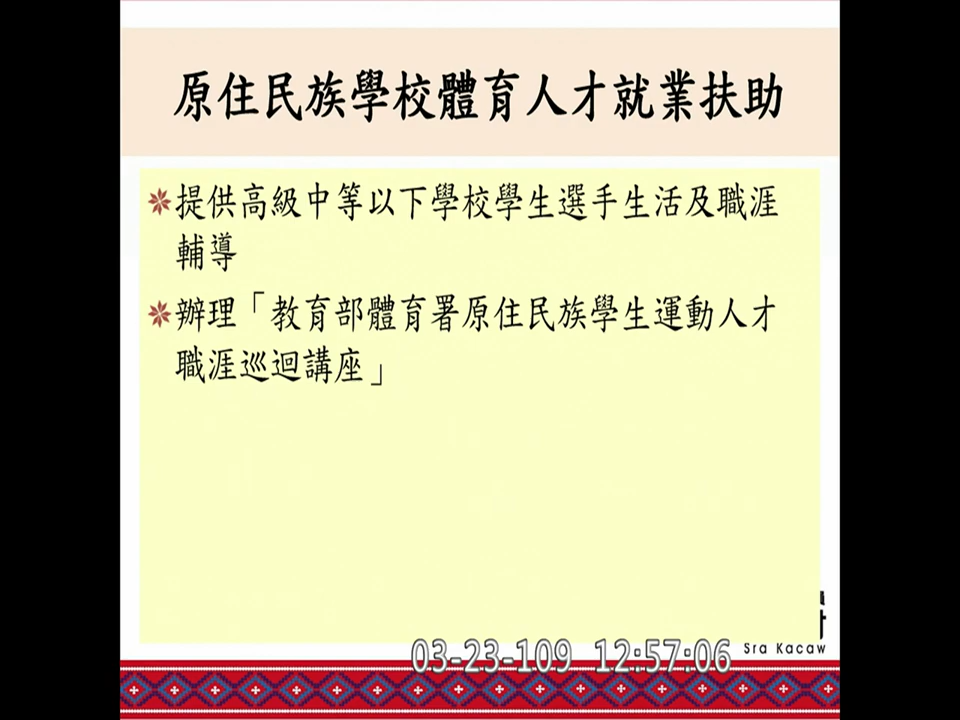 原住民族學校體育人才就業扶助
提供高級中等以下學校學生選手生活及職涯
輔導
辦理「教育部體育署原住民族學生運動人才
職涯巡迴講座」
Sra Kacaw
03-23-109 12:57:06